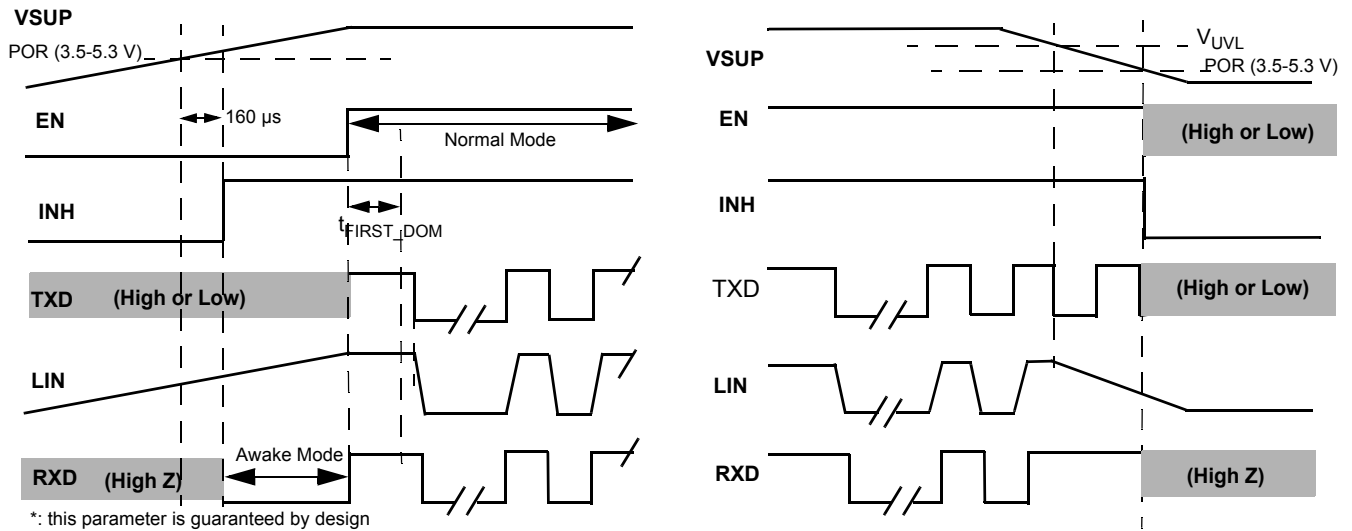 VSUP
POR (3.5-5.3 V)
EN
160 µs
Normal Mode
INH
tFIRST_DOM
TXD (High or Low)
LIN
Awake Mode
RXD (High Z)
*: this parameter is guaranteed by design
VUVL
VSUP
POR (3.5-5.3 V)
EN
(High or Low)
INH
TXD
(High or Low)
LIN
RXD
(High Z)